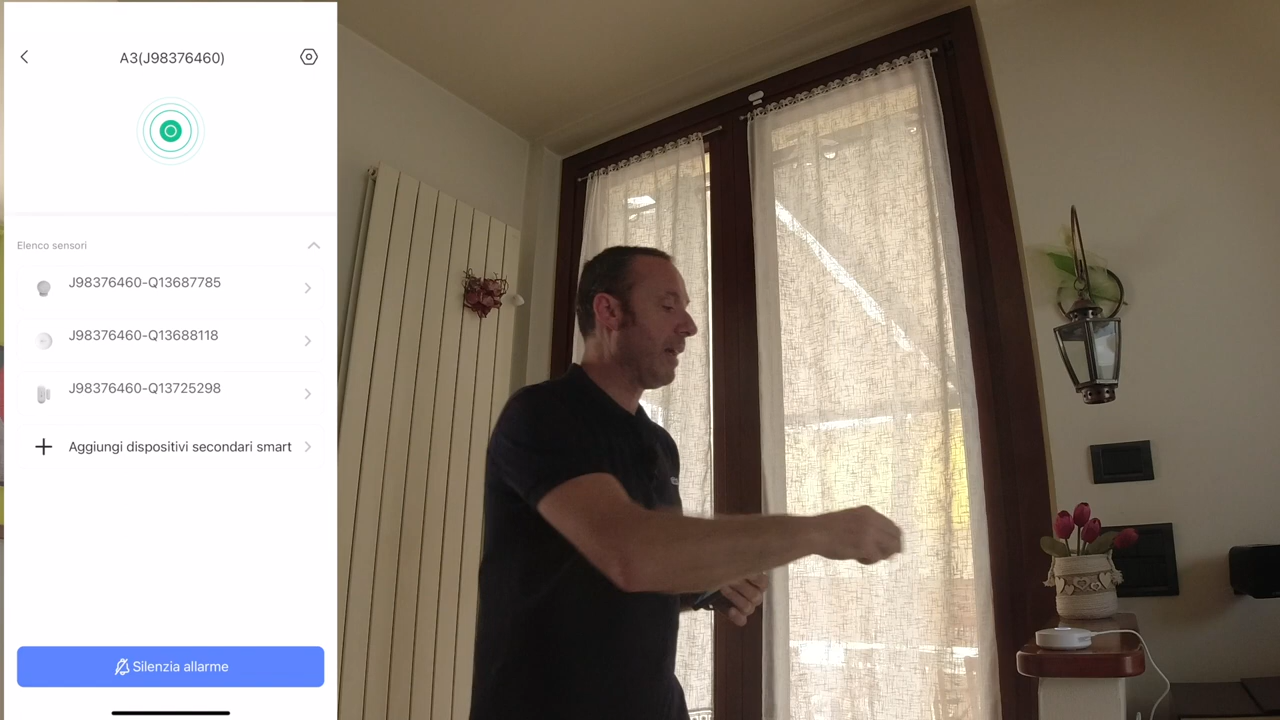 A3(J98376460)
Elenco sensori
J98376460-Q13687785
J98376460-Q13688118
J98376460-Q13725298
Aggiungi dispositivi secondari smart
Silenzia allarme